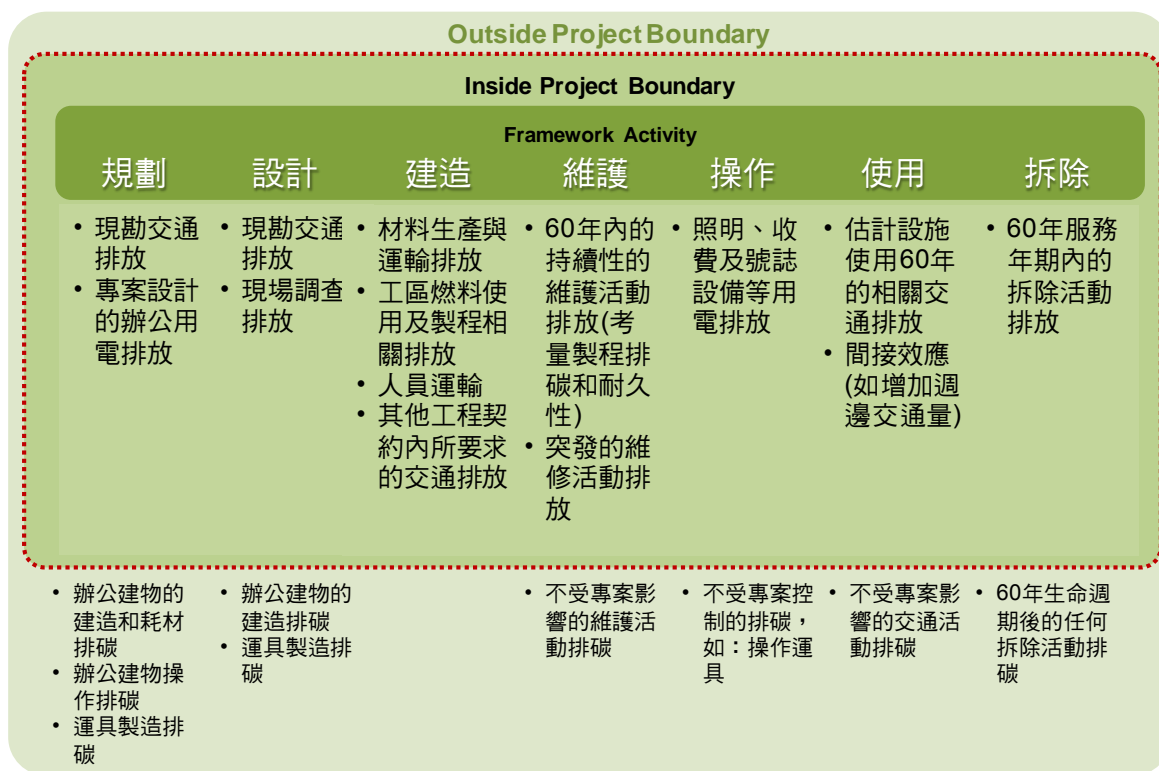 Outside Project Boundary
Inside Project Boundary
Framework Activity
規劃
設計
建造
維護
操作
使用
拆除
• 現勘交通
排放
• 專案設計
的辦公用
電排放
• 現勘交通
排放
• 現場調查
排放
• 材料生產與
運輸排放
• 工區燃料使
用及製程相
關排放
• 人員運輸
• 其他工程契
約內所要求
的交通排放
• 60年內的
持續性的
維護活動
排放(考
量製程排
碳和耐久
性)
• 突發的維
修活動排
放
• 照明、收
費及號誌
設備等用
電排放
• 估計設施
使用60年
的相關交
通排放
• 間接效應
(如增加週
邊交通量)
• 60年服務
年期內的
拆除活動
排放
• 辦公建物的
建造和耗材
排碳
• 辦公建物操
作排碳
• 運具製造排
碳
• 辦公建物的
建造排碳
• 運具製造排
碳
• 不受專案影
響的維護活
動排碳
• 不受專案控
制的排碳，
如：操作運
具
• 不受專案影
響的交通活
動排碳
• 60年生命週
期後的任何
拆除活動排
碳